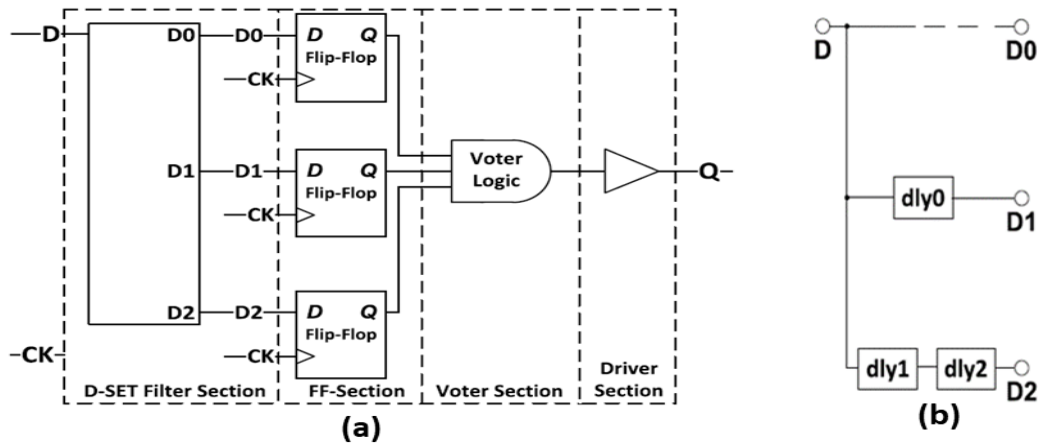 D
D0
D0
D
Q
Flip-Flop
CK
D1
D1
D
Q
Flip-Flop
CK
Voter
Logic
Q
D2
D2
D
Q
Flip-Flop
CK
CK
D-SET Filter Section
FF-Section
Voter Section
Driver
Section
(a)
D
D0
dly0
D1
dly1
dly2
D2
(b)